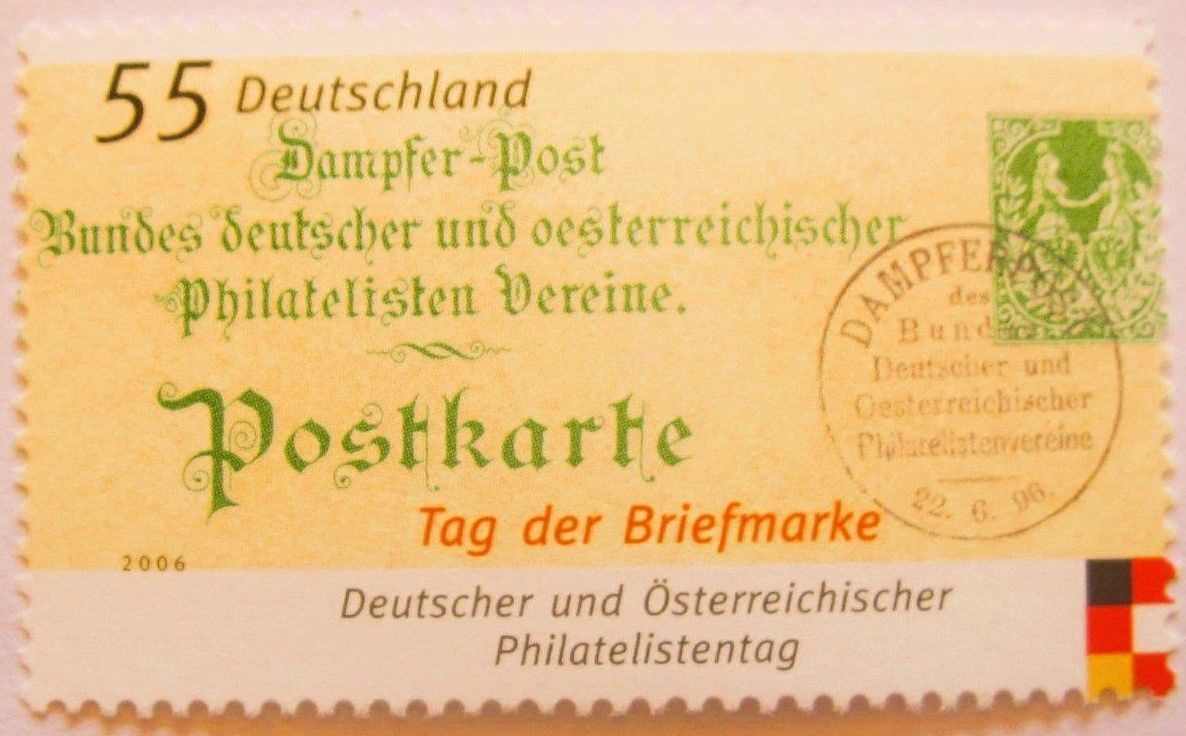 55 Deutschland
Dampfer-Post
Bundes deutscher und oesterreichischer
Philatelisten Vereine.
Postkarte
DAMPFERPOST
des
Bundes
Deutscher und
Oesterreichischer
Philatelistenvereine
22. 6. 96.
Tag der Briefmarke
2006
Deutscher und Österreichischer
Philatelistentag